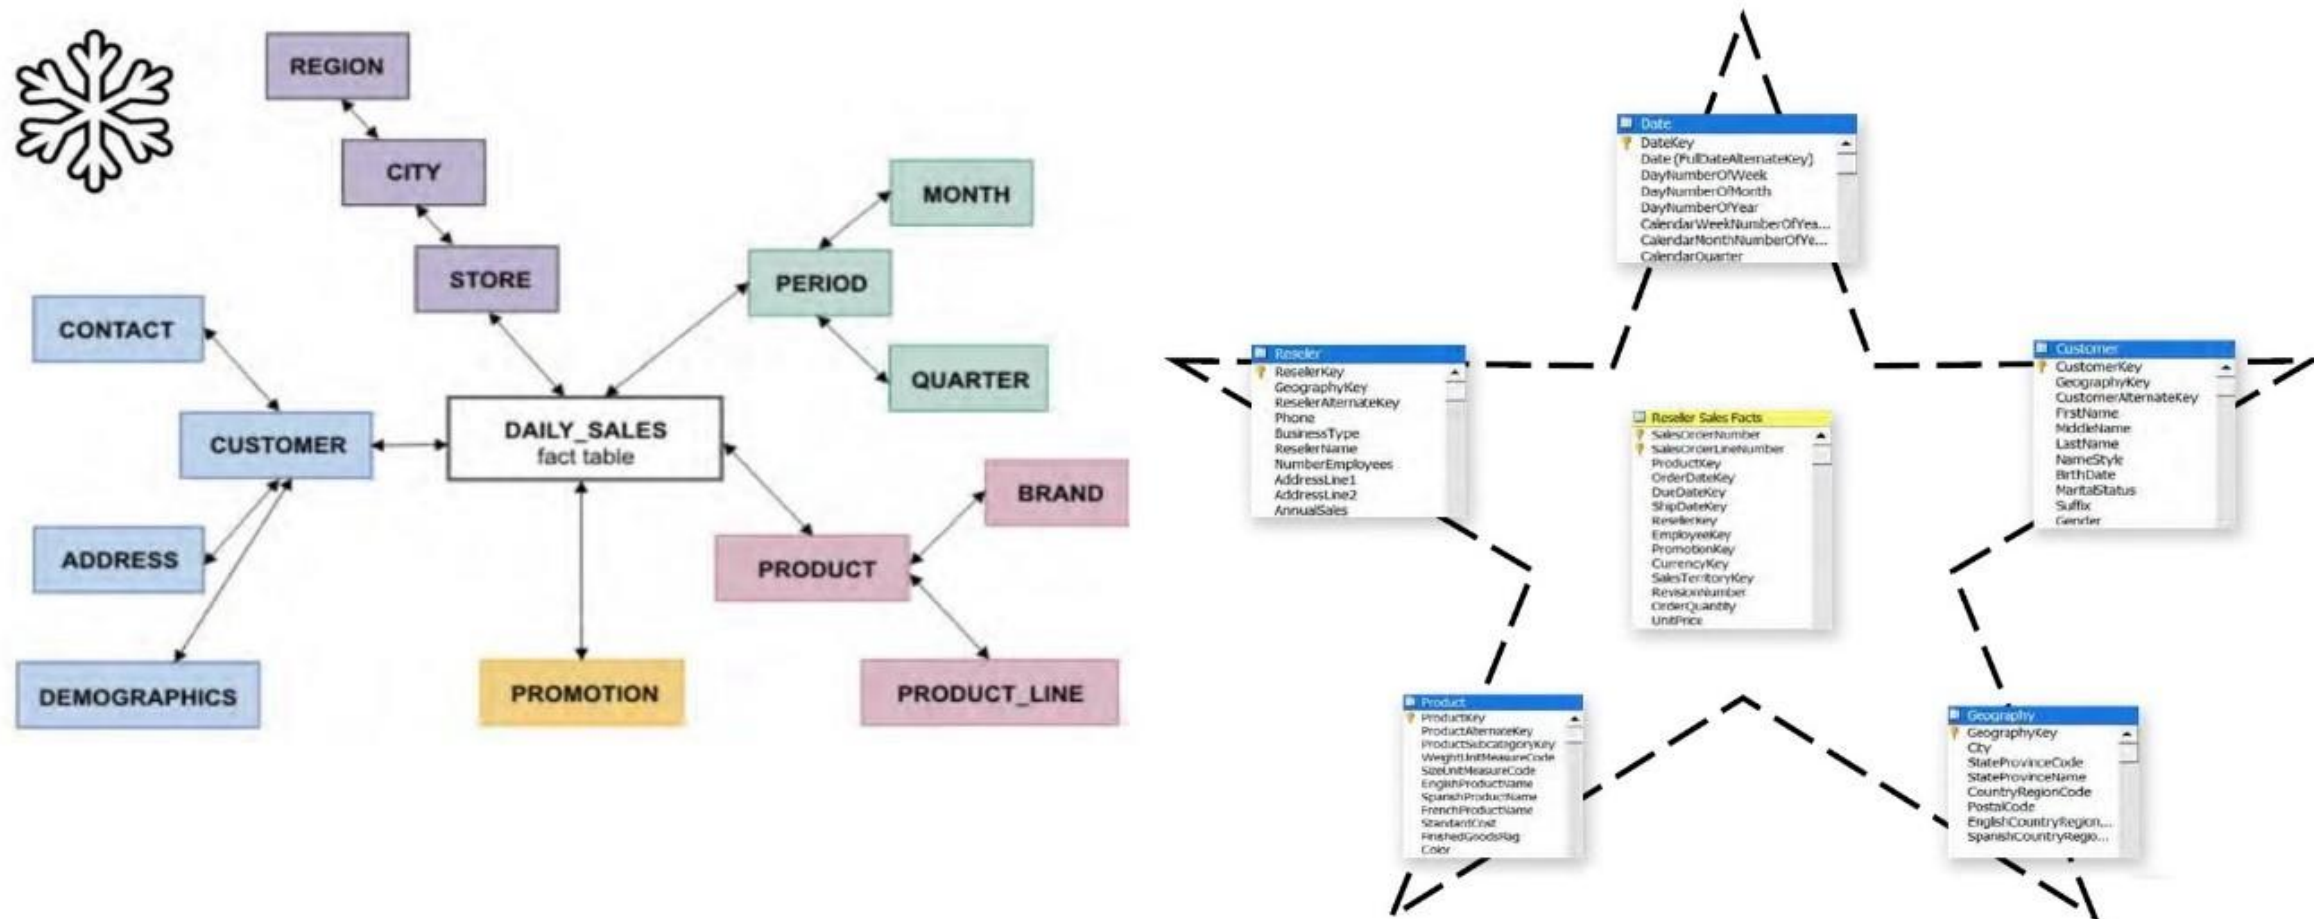 REGION
CITY
STORE
MONTH
PERIOD
QUARTER
CONTACT
CUSTOMER
ADDRESS
DEMOGRAPHICS
DAILY_SALES
fact table
PROMOTION
PRODUCT
BRAND
PRODUCT_LINE
Date
DateKey
Date (FullDateAlternateKey)
DayNumberOfWeek
DayNumberOfMonth
DayNumberOfYear
CalendarWeekNumberOfYea...
CalendarMonthNumberOfYe...
CalendarQuarter
Reseller
ResellerKey
GeographyKey
ResellerAlternateKey
Phone
BusinessType
ResellerName
NumberEmployees
AddressLine1
AddressLine2
AnnualSales
Reseller Sales Facts
SalesOrderNumber
SalesOrderLineNumber
ProductKey
OrderDateKey
DueDateKey
ShipDateKey
ResellerKey
EmployeeKey
PromotionKey
CurrencyKey
SalesTerritoryKey
RevisionNumber
OrderQuantity
UnitPrice
Customer
CustomerKey
GeographyKey
CustomerAlternateKey
FirstName
MiddleName
LastName
NameStyle
BirthDate
MaritalStatus
Suffix
Gender
Product
ProductKey
ProductAlternateKey
ProductSubcategoryKey
WeightUnitMeasureCode
SizeUnitMeasureCode
EnglishProductName
SpanishProductName
FrenchProductName
StandardCost
FinishedGoodsFlag
Color
Geography
GeographyKey
City
StateProvinceCode
StateProvinceName
CountryRegionCode
PostalCode
EnglishCountryRegion...
SpanishCountryRegio...